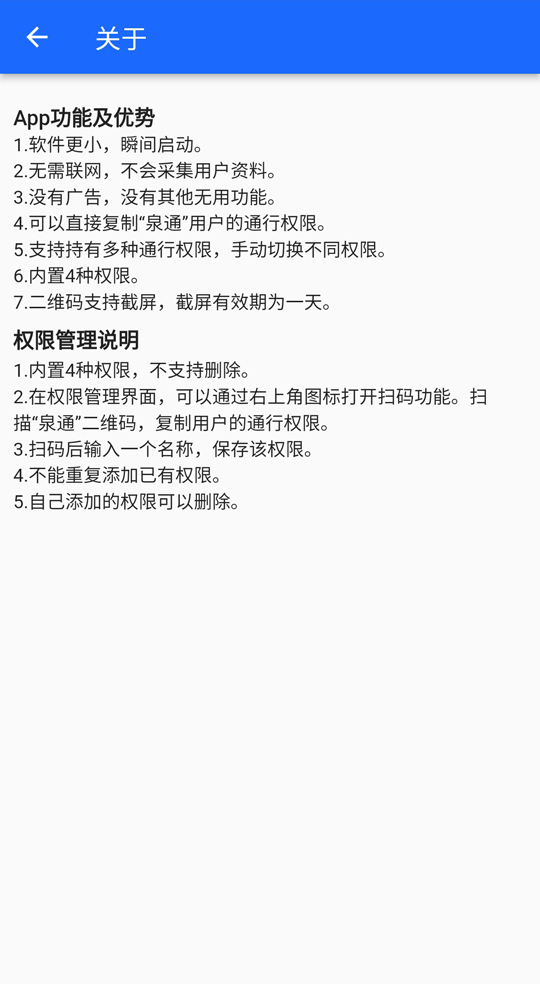 关于
App功能及优势
1.软件更小，瞬间启动。
2.无需联网，不会采集用户资料。
3.没有广告，没有其他无用功能。
4.可以直接复制“泉通”用户的通行权限。
5.支持持有多种通行权限，手动切换不同权限。
6.内置4种权限。
7.二维码支持截屏，截屏有效期为一天。
权限管理说明
1.内置4种权限，不支持删除。
2.在权限管理界面，可以通过右上角图标打开扫码功能。扫
描“泉通”二维码，复制用户的通行权限。
3.扫码后输入一个名称，保存该权限。
4.不能重复添加已有权限。
5.自己添加的权限可以删除。